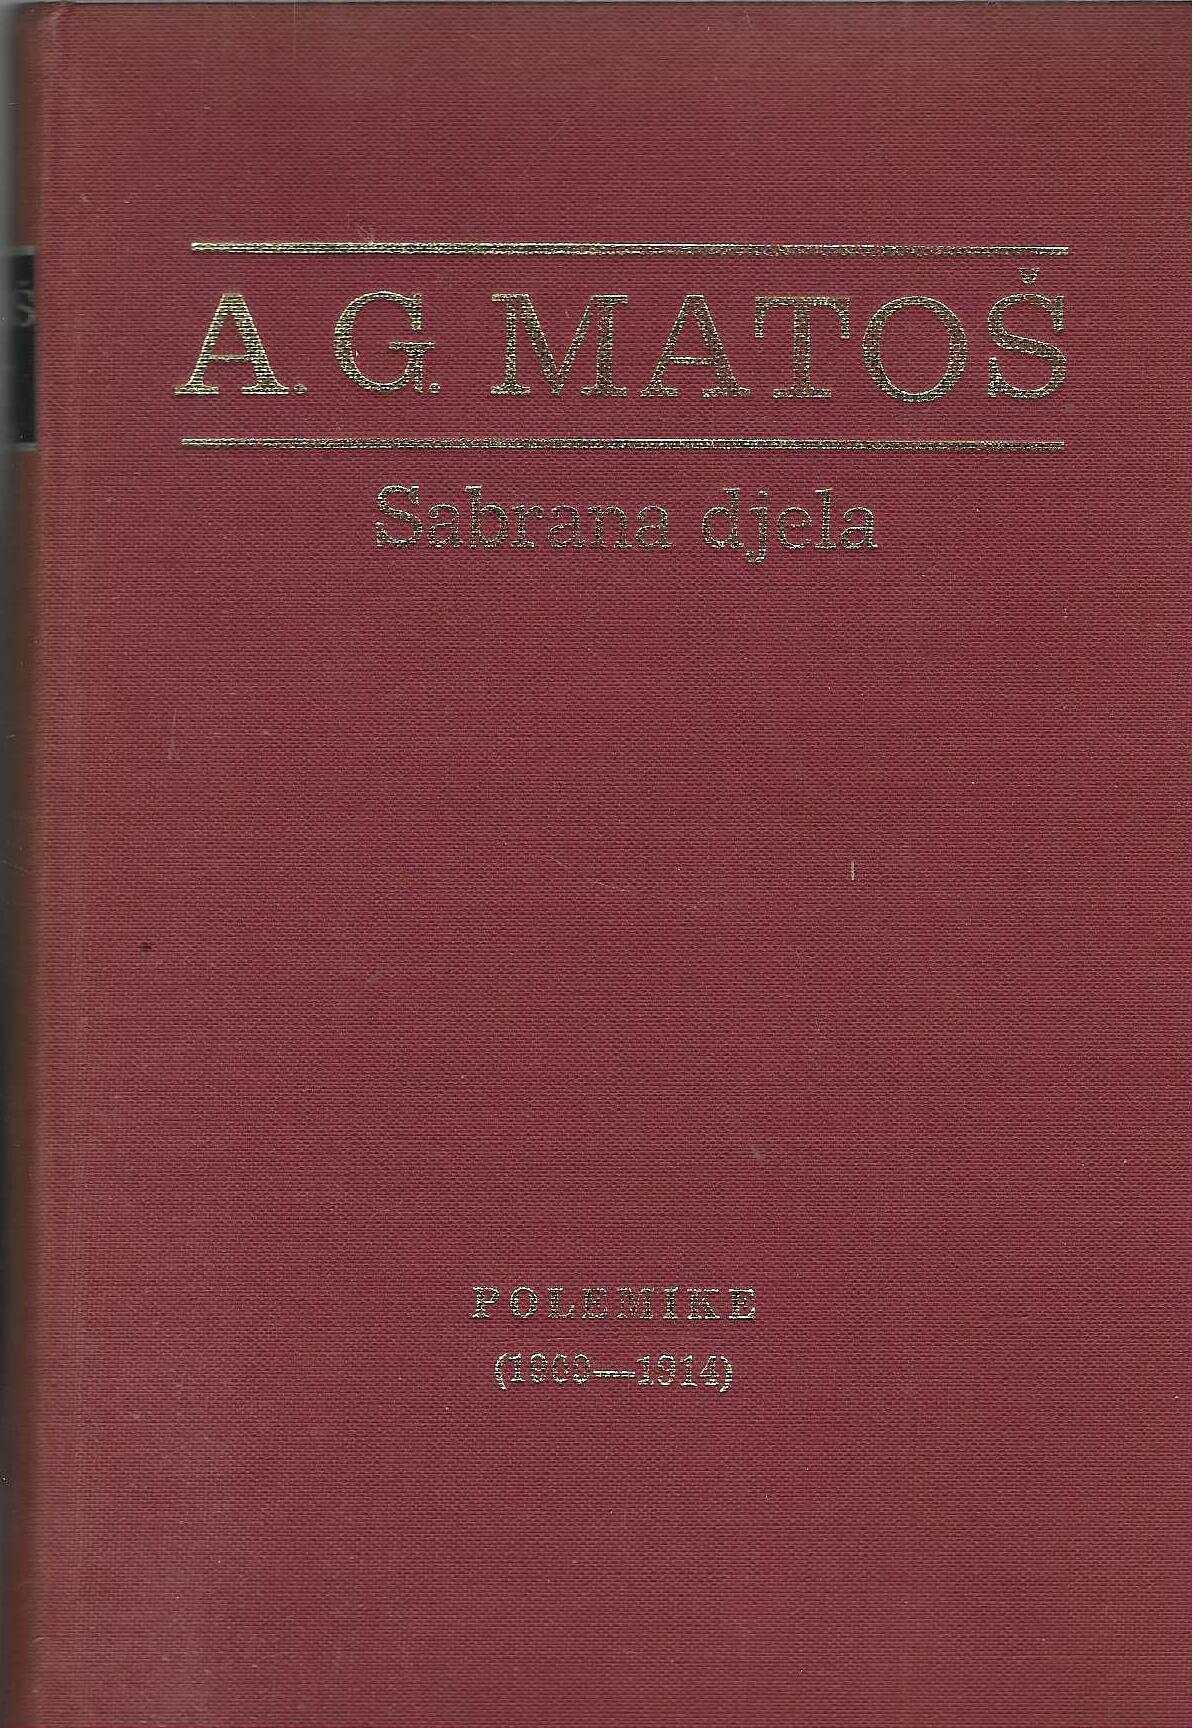 A. G. MATOŠ
Sabrana djela
POLEMIKE
(1909—1914)